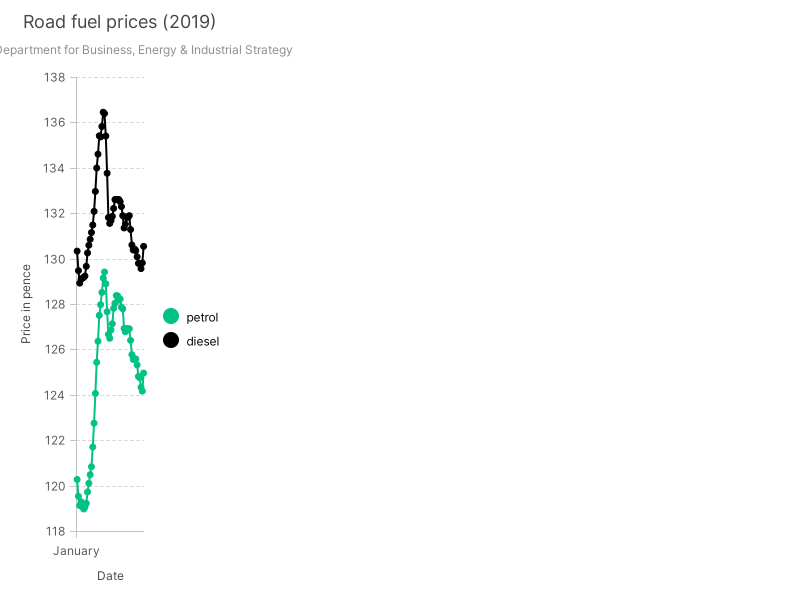 Road fuel prices (2019)
Department for Business, Energy & Industrial Strategy
138
136
134
132
130
128
126
124
122
120
118
Price in pence
petrol
diesel
January
Date